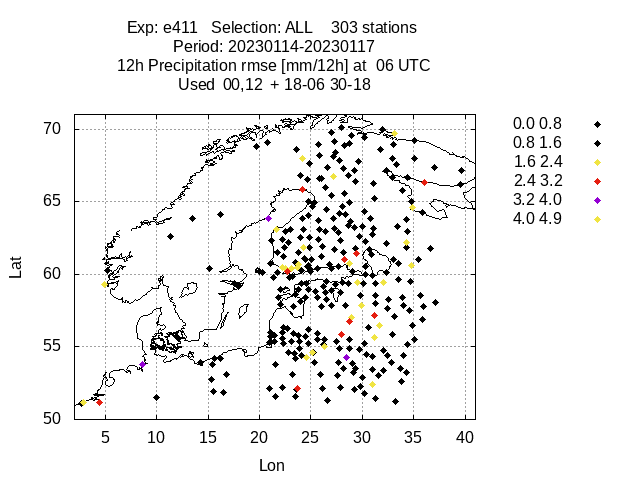 Exp: e411 Selection: ALL 303 stations
Period: 20230114-20230117
12h Precipitation rmse [mm/12h] at 06 UTC
Used 00,12 + 18-06 30-18
70
65
60
55
50
Lat
5 10 15 20 25 30 35 40
Lon
0.0 0.8
0.8 1.6
1.6 2.4
2.4 3.2
3.2 4.0
4.0 4.9